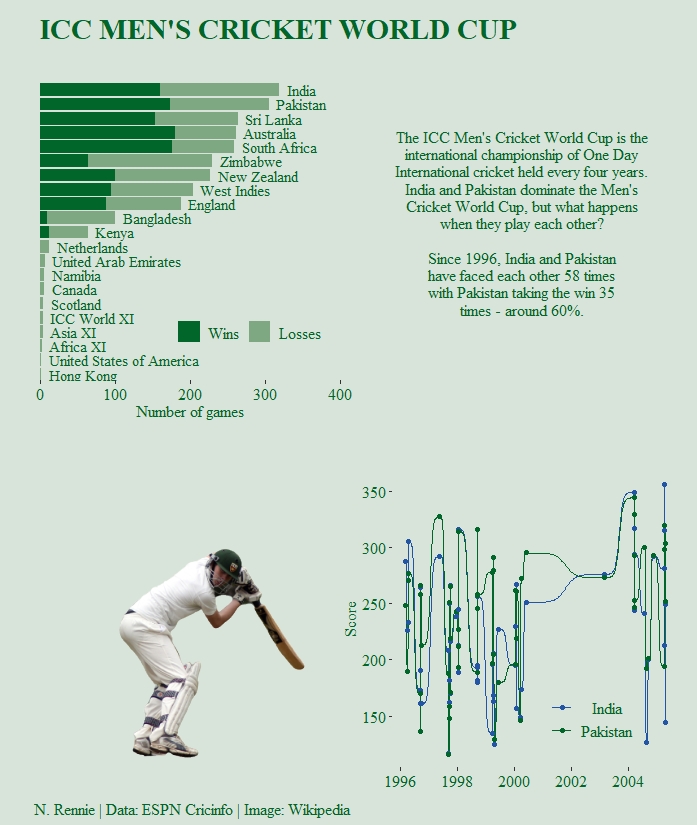 ICC MEN'S CRICKET WORLD CUP
India
Pakistan
Sri Lanka
Australia
South Africa
Zimbabwe
New Zealand
West Indies
England
Bangladesh
Kenya
Netherlands
United Arab Emirates
Namibia
Canada
Scotland
ICC World XI
Asia XI
Africa XI
United States of America
Hong Kong
Wins Losses
0 100 200 300 400
Number of games
The ICC Men's Cricket World Cup is the
international championship of One Day
International cricket held every four years.
India and Pakistan dominate the Men's
Cricket World Cup, but what happens
when they play each other?
Since 1996, India and Pakistan
have faced each other 58 times
with Pakistan taking the win 35
times - around 60%.
350
300
250
200
150
Score
India
Pakistan
1996 1998 2000 2002 2004
N. Rennie | Data: ESPN Cricinfo | Image: Wikipedia